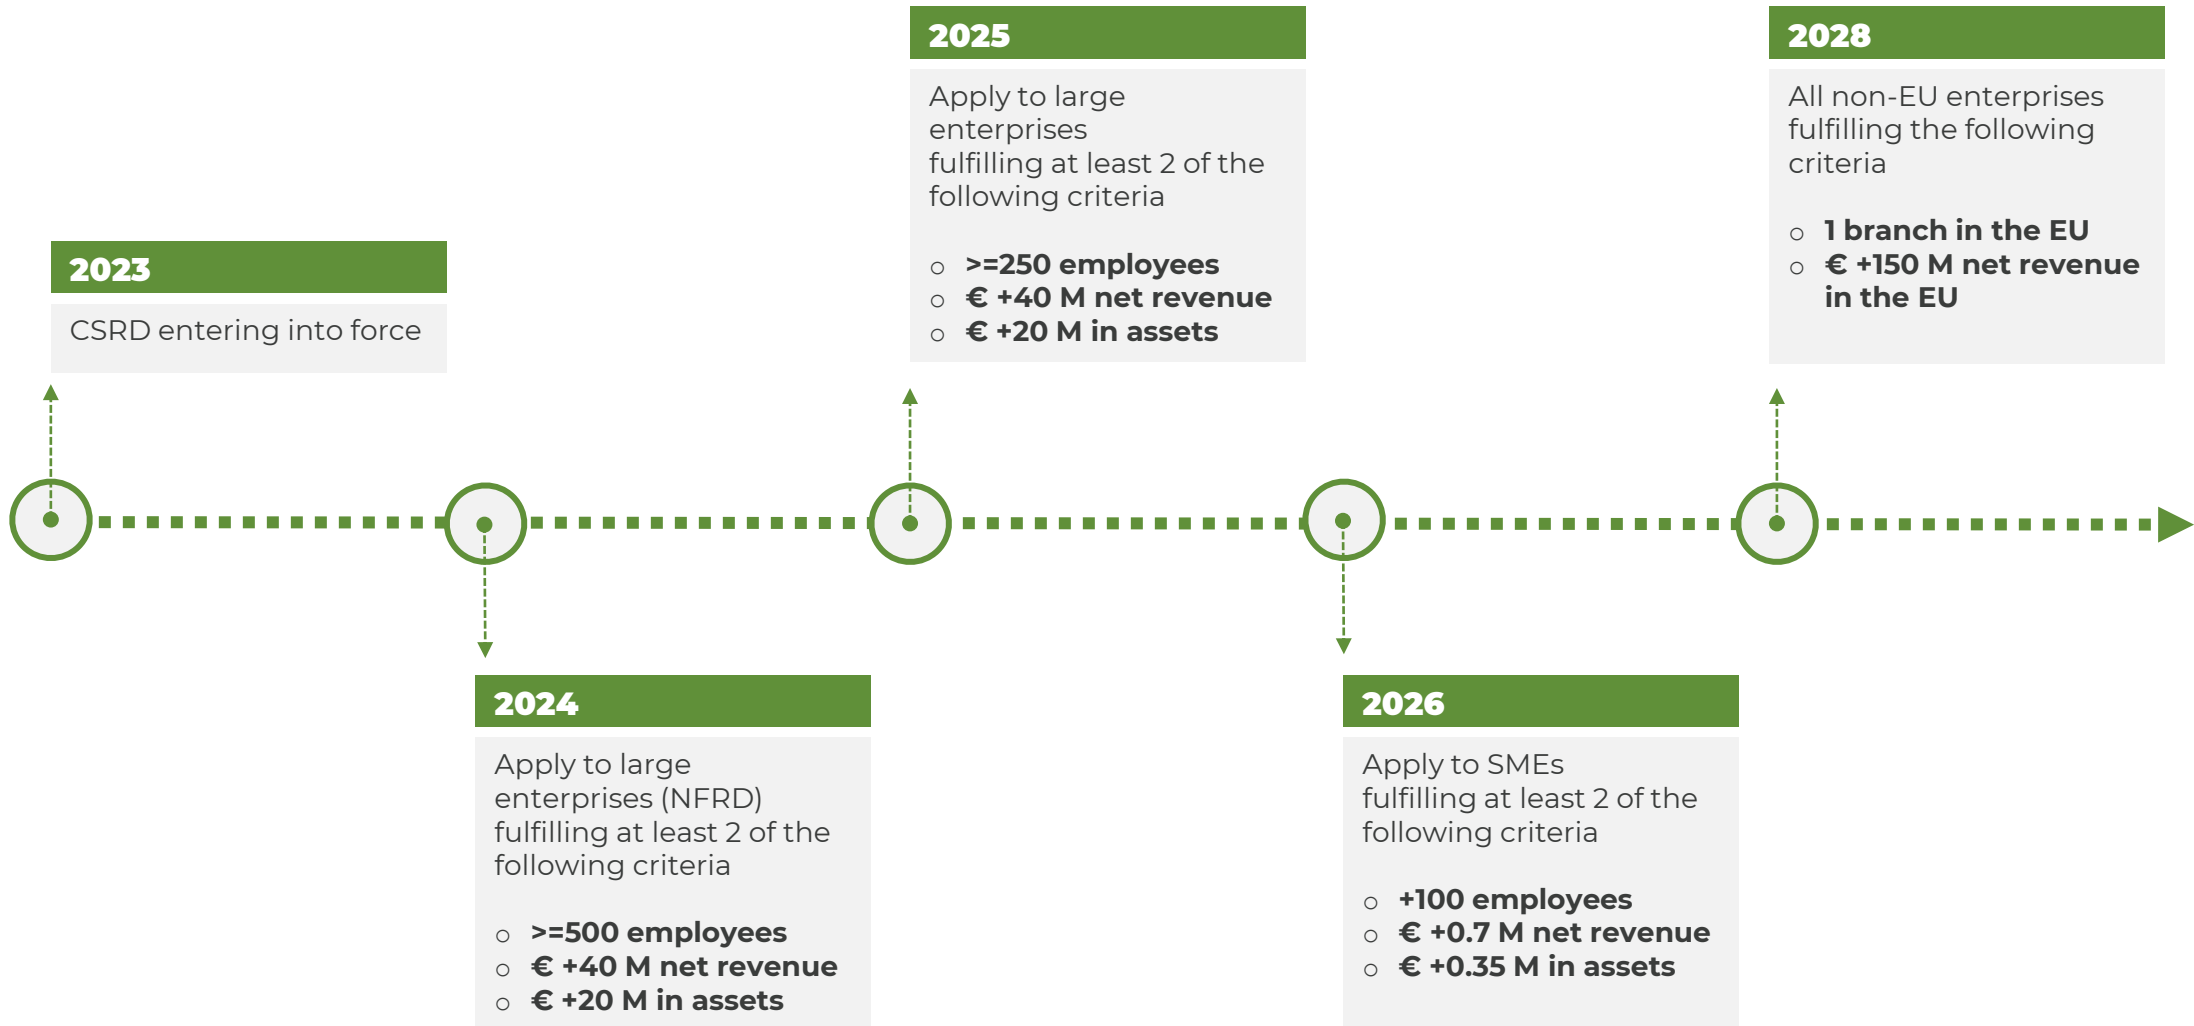 2023
CSRD entering into force
2024
Apply to large
enterprises (NFRD)
fulfilling at least 2 of the
following criteria
○ >=500 employees
○ € +40 M net revenue
○ € +20 M in assets
2025
Apply to large
enterprises
fulfilling at least 2 of the
following criteria
○ >=250 employees
○ € +40 M net revenue
○ € +20 M in assets
2026
Apply to SMEs
fulfilling at least 2 of the
following criteria
○ +100 employees
○ € +0.7 M net revenue
○ € +0.35 M in assets
2028
All non-EU enterprises
fulfilling the following
criteria
○ 1 branch in the EU
○ € +150 M net revenue
in the EU